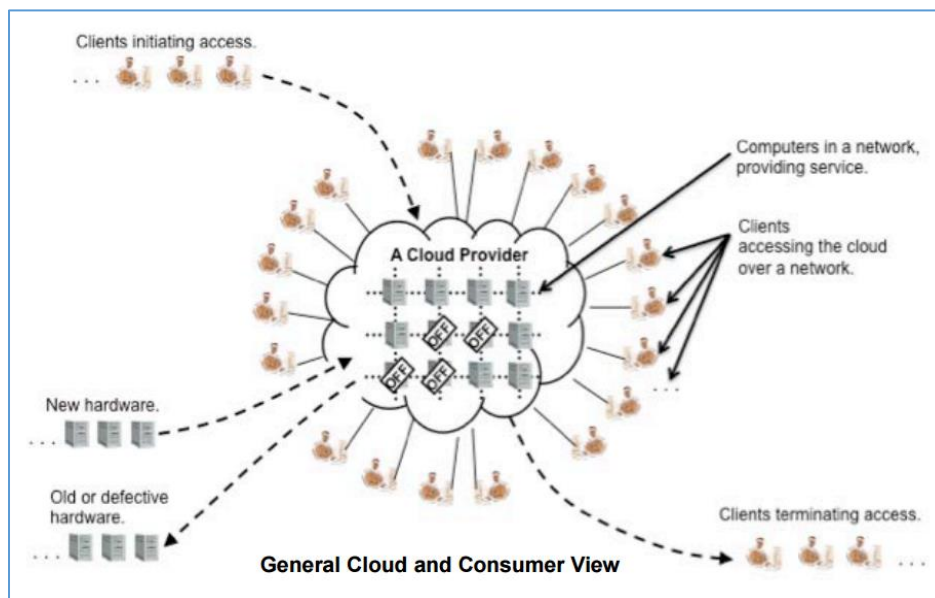 Clients initiating access.
. . .
Computers in a network,
providing service.
Clients
accessing the cloud
over a network.
A Cloud Provider
OFF OFF
OFF OFF
. . .
New hardware.
. . .
Old or defective
hardware.
. . .
Clients terminating access.
. . .
General Cloud and Consumer View